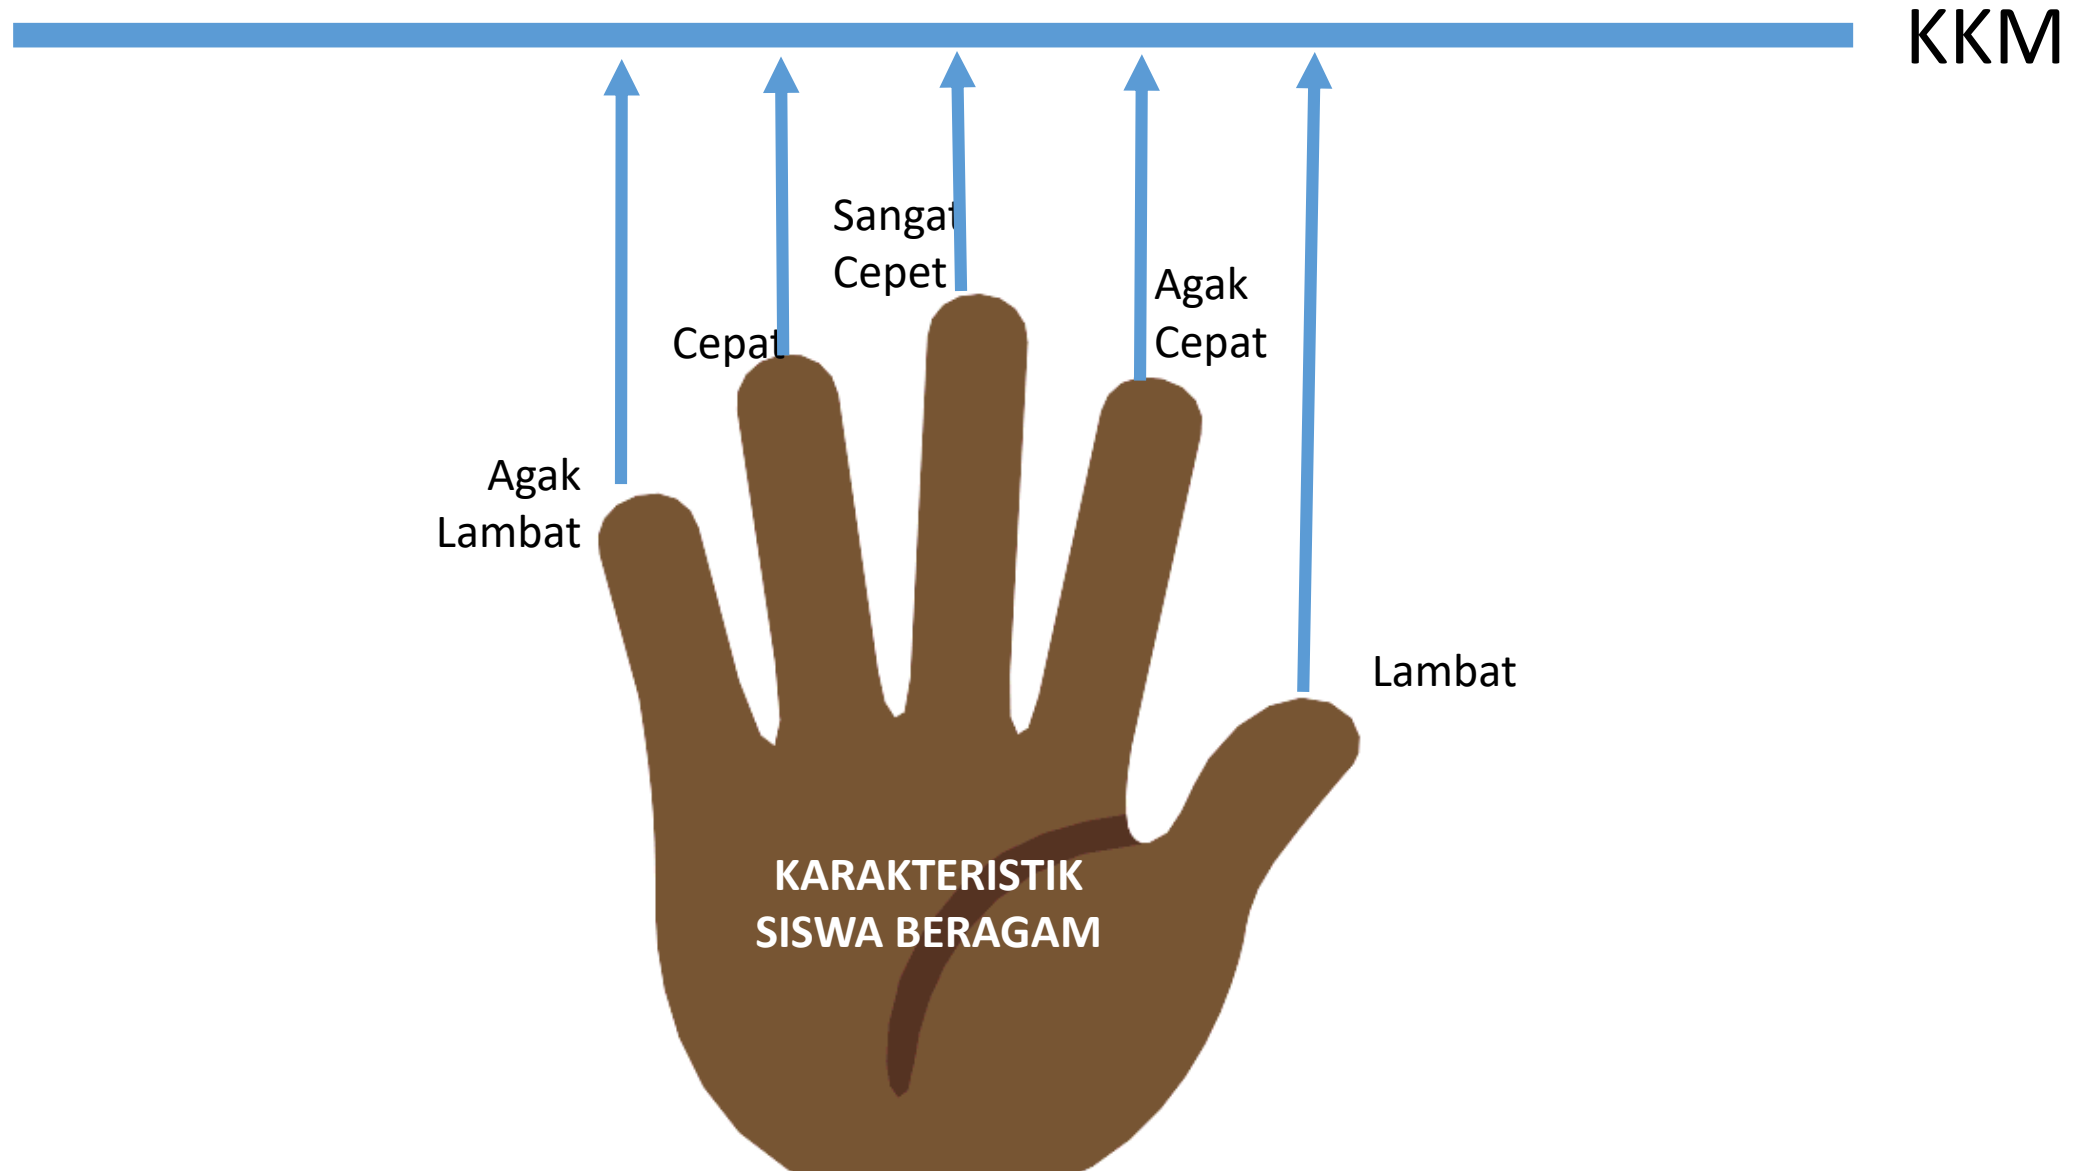 KKM
Sangat
Cepet
Agak
Cepat
Cepat
Agak
Lambat
Lambat
KARAKTERISTIK
SISWA BERAGAM